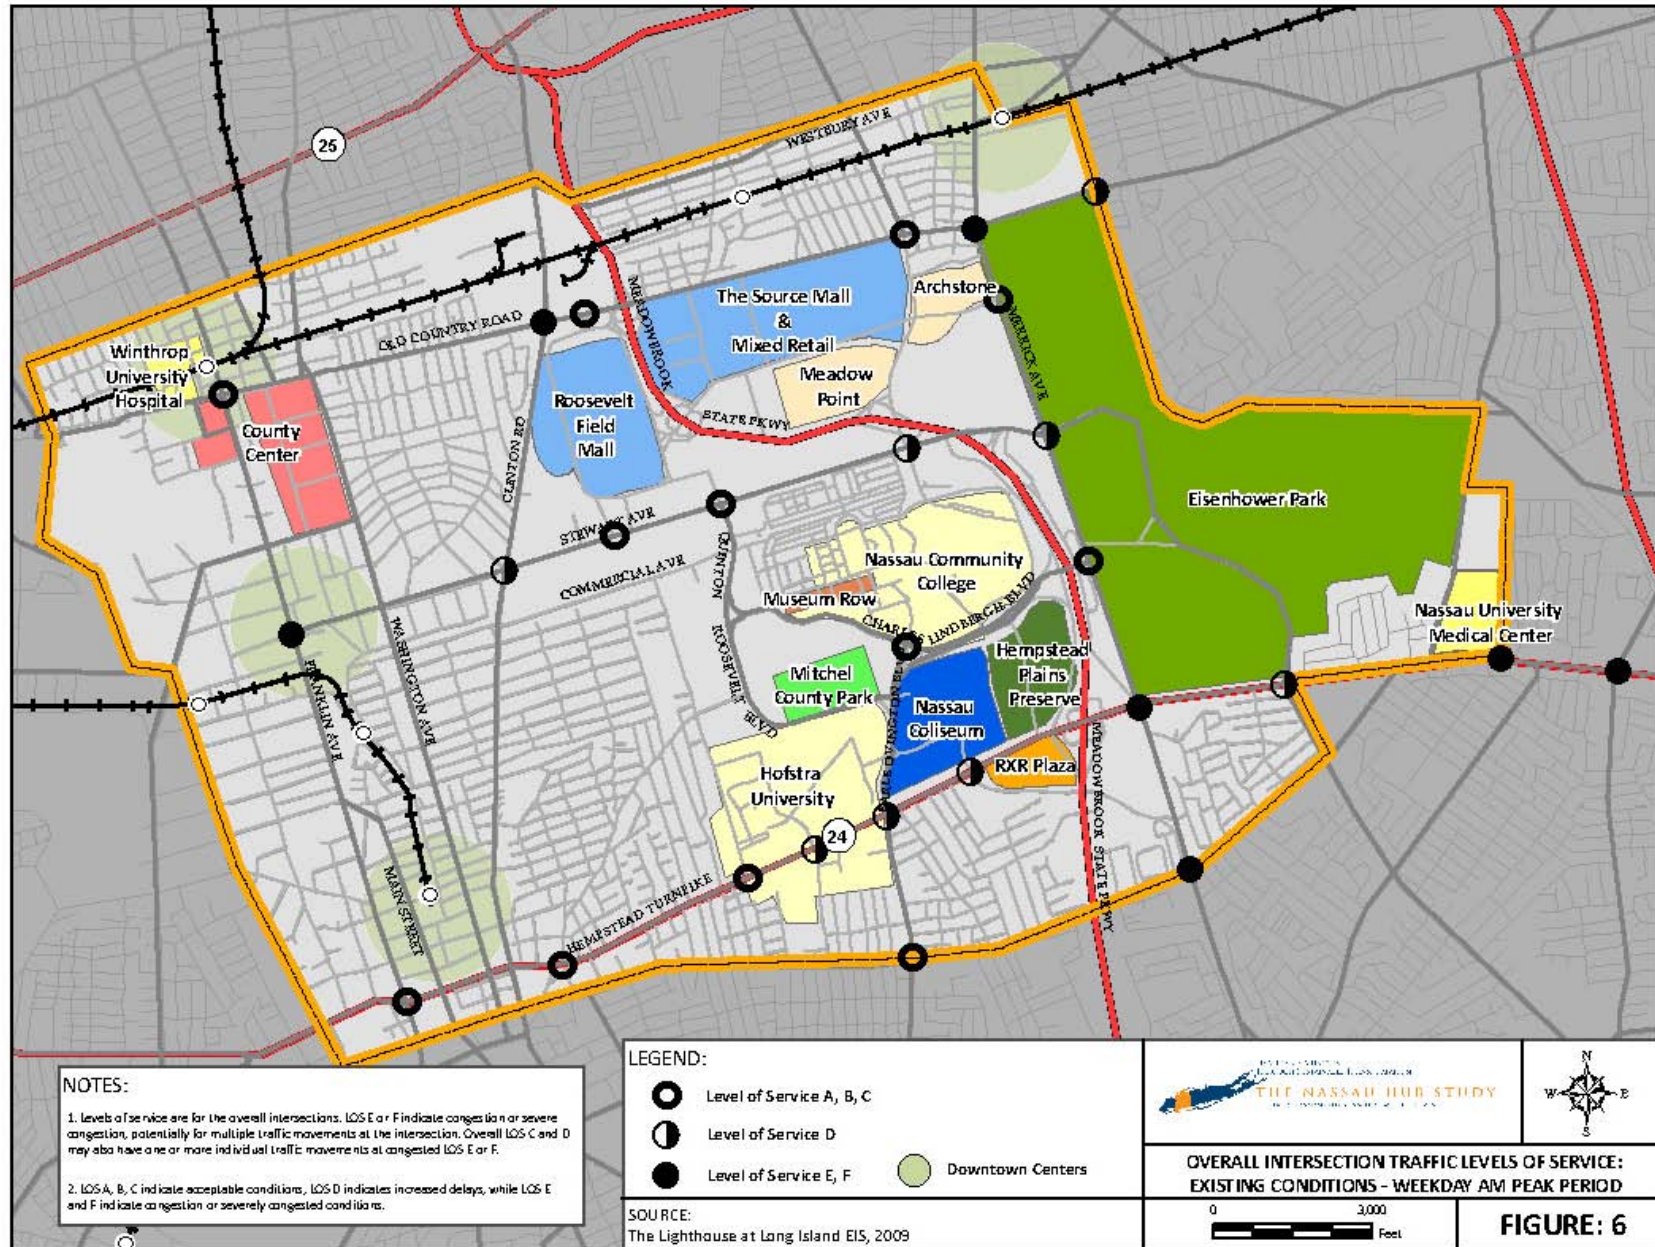 25
WESTBURY AVE
OLD COUNTRY ROAD
MEADOWBROOK
STATE PKWY
The Source Mall
&
Mixed Retail
Archstone
MERRICK AVE
Winthrop
University
Hospital
County
Center
Roosevelt
Field
Mall
Meadow
Point
CLINTON RD
STEWART AVE
COMMERCIAL AVE
QUINTON
ROOSEVELT BLVD
Eisenhower Park
Nassau Community
College
Museum Row
CHARLES LINDBERGH BLVD
Nassau University
Medical Center
Hempstead
Plains
Preserve
Mitchel
County Park
Nassau
Coliseum
RXR Plaza
Hofstra
University
WASHINGTON AVE
FRANKLIN AVE
MAIN STREET
HEMPSTEAD TURNPIKE
24
MEADOWBROOK STATE PKWY
NOTES:
1. Levels of service are for the overall intersections. LOS E or F indicate congestion or severe
congestion, potentially for multiple traffic movements at the intersection. Overall LOS C and D
may also have one or more individual traffic movements at congested LOS E or F.
2. LOS A, B, C indicate acceptable conditions, LOS D indicates increased delays, while LOS E
and F indicate congestion or severely congested conditions.
LEGEND:
Level of Service A, B, C
Level of Service D
Level of Service E, F
Downtown Centers
SOURCE:
The Lighthouse at Long Island EIS, 2009
THE NASSAU HUB STUDY
N
W E
S
OVERALL INTERSECTION TRAFFIC LEVELS OF SERVICE:
EXISTING CONDITIONS - WEEKDAY AM PEAK PERIOD
0 2,000
Feet
FIGURE: 6